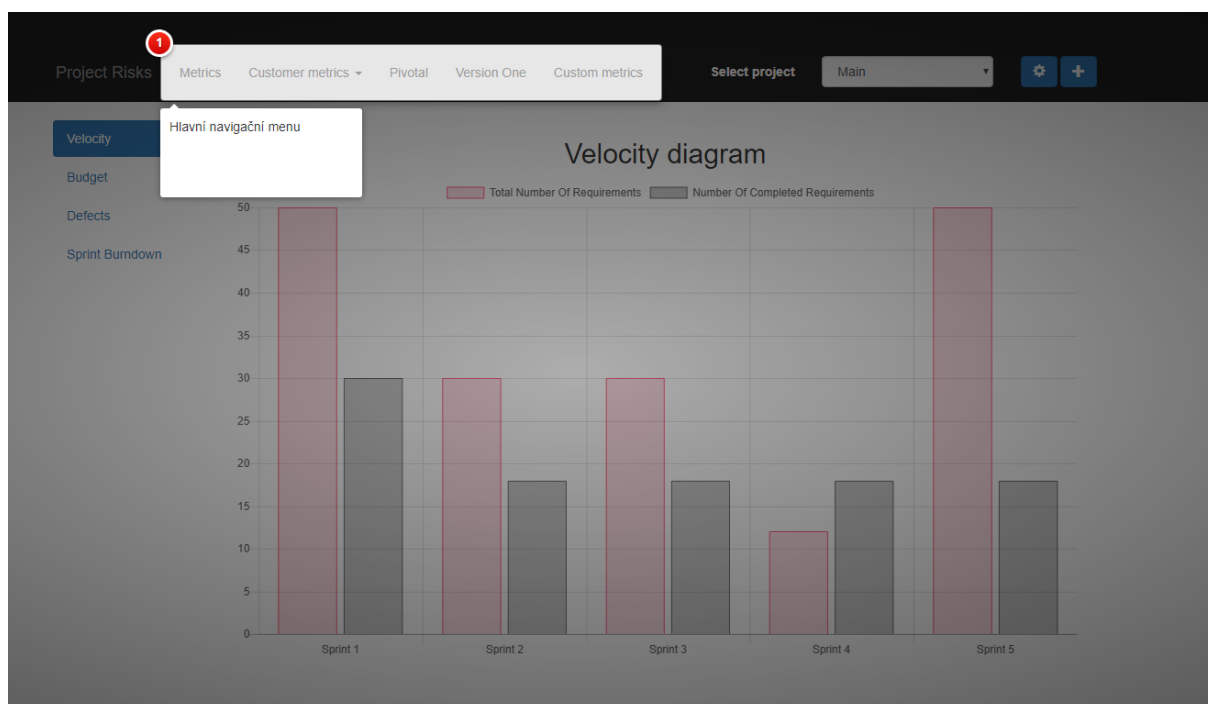 1
Project Risks Metrics Customer metrics Pivotal Version One Custom metrics Select project Main
Hlavní navigační menu
Velocity
Budget
Defects
Sprint Burndown
Velocity diagram
Total Number Of Requirements Number Of Completed Requirements
50
45
40
35
30
25
20
15
10
5
0
Sprint 1 Sprint 2 Sprint 3 Sprint 4 Sprint 5